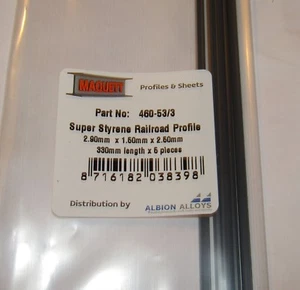 MAQUETT
Profiles & Sheets
Part No: 460-53/3
Super Styrene Railroad Profile
2.90mm x 1.50mm x 2.50mm
330mm length x 5 pieces
8 716182 038398
Distribution by
ALBION ALLOYS